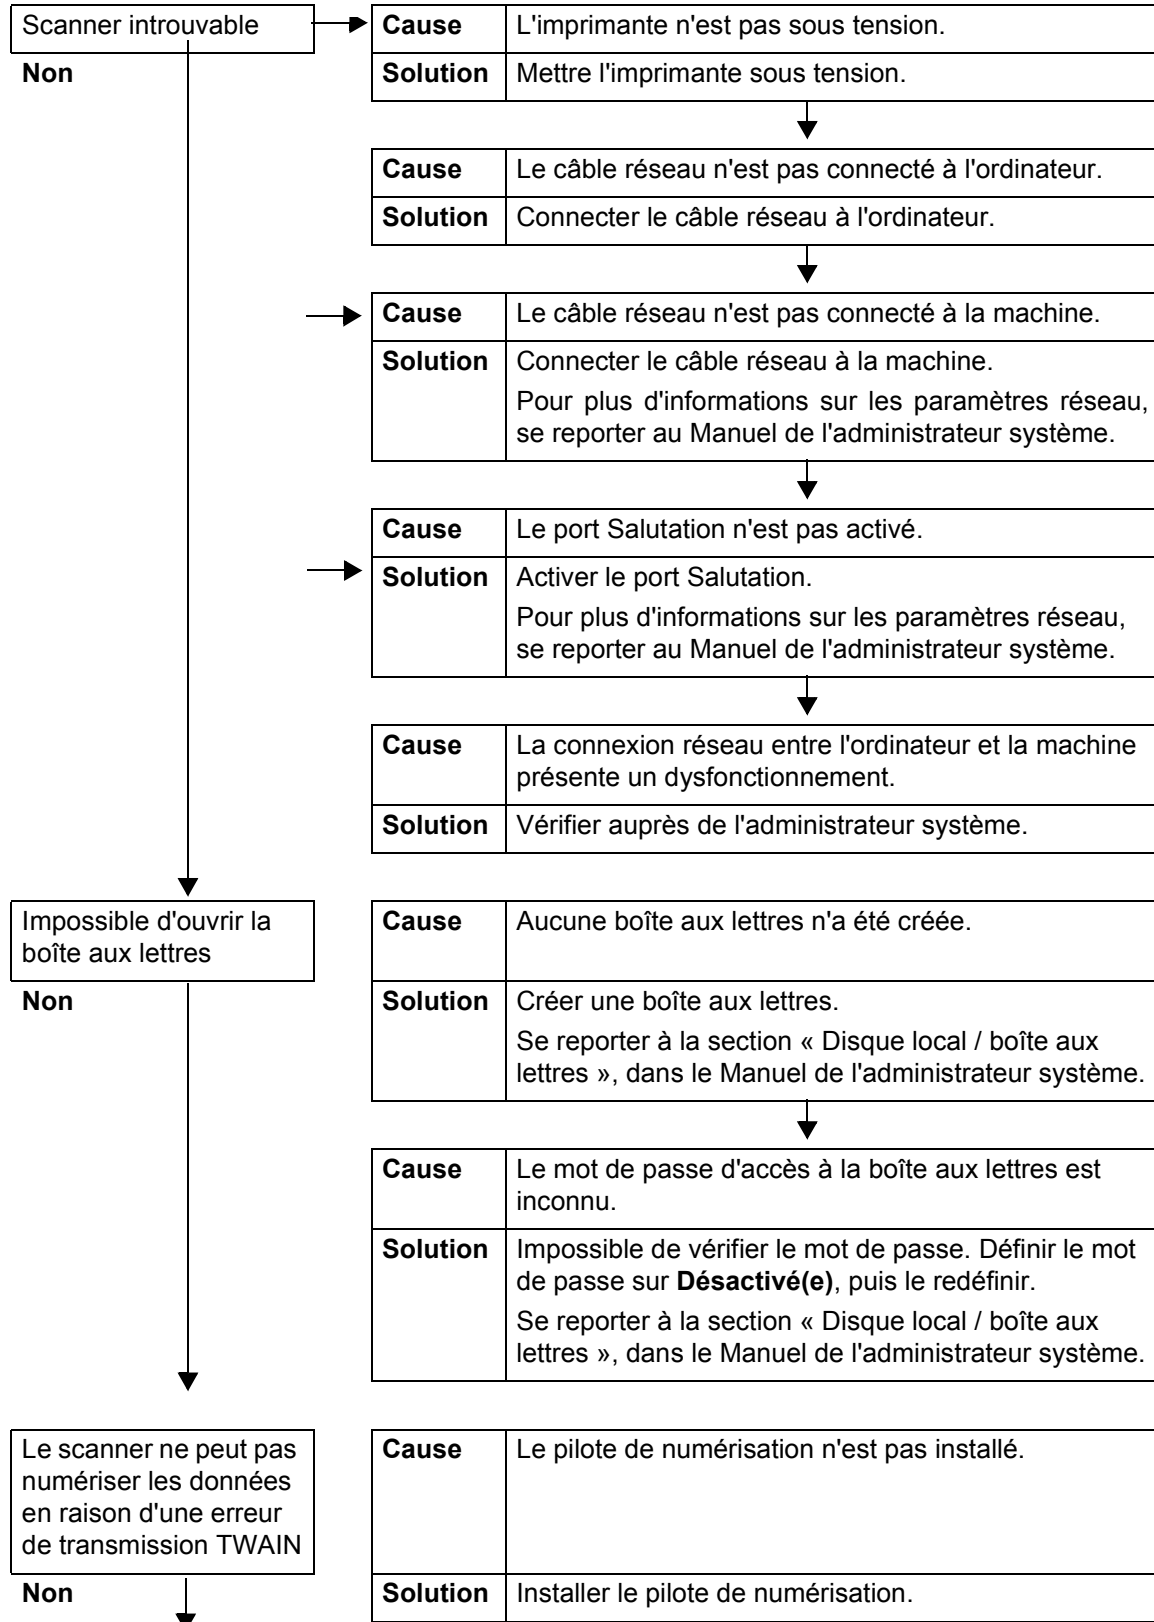 Scanner introuvable
Cause
L'imprimante n'est pas sous tension.
Non
Solution
Mettre l'imprimante sous tension.
Cause
Le câble réseau n'est pas connecté à l'ordinateur.
Solution
Connecter le câble réseau à l'ordinateur.
Cause
Le câble réseau n'est pas connecté à la machine.
Solution
Connecter le câble réseau à la machine.
Pour plus d'informations sur les paramètres réseau,
se reporter au Manuel de l'administrateur système.
Cause
Le port Salutation n'est pas activé.
Solution
Activer le port Salutation.
Pour plus d'informations sur les paramètres réseau,
se reporter au Manuel de l'administrateur système.
Cause
La connexion réseau entre l'ordinateur et la machine
présente un dysfonctionnement.
Solution
Vérifier auprès de l'administrateur système.
Impossible d'ouvrir la
boîte aux lettres
Cause
Aucune boîte aux lettres n'a été créée.
Non
Solution
Créer une boîte aux lettres.
Se reporter à la section « Disque local / boîte aux
lettres », dans le Manuel de l'administrateur système.
Cause
Le mot de passe d'accès à la boîte aux lettres est
inconnu.
Solution
Impossible de vérifier le mot de passe. Définir le mot
de passe sur Désactivé(e), puis le redéfinir.
Se reporter à la section « Disque local / boîte aux
lettres », dans le Manuel de l'administrateur système.
Le scanner ne peut pas
numériser les données
en raison d'une erreur
de transmission TWAIN
Cause
Le pilote de numérisation n'est pas installé.
Non
Solution
Installer le pilote de numérisation.